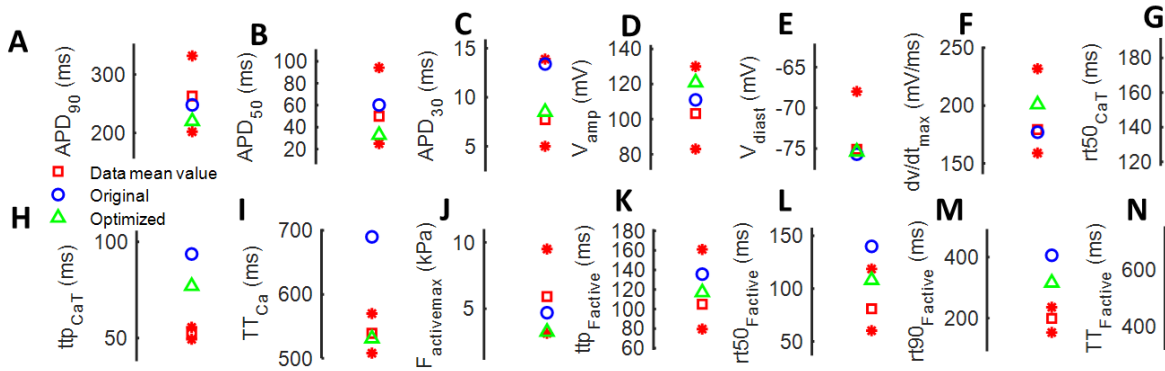 A
APD90 (ms)
300
200
B
APD50 (ms)
100
80
60
40
20
C
APD30 (ms)
15
10
5
D
Vamp (mV)
140
120
100
80
E
Vdiast (mV)
-65
-70
-75
F
dv/dtmax (mV/ms)
250
200
150
G
rt50CaT (ms)
180
160
140
120
Data mean value
Original
Optimized
H
ttpCaT (ms)
100
50
I
TTCa (ms)
700
600
500
J
Factivemax (kPa)
10
5
K
ttpFactive (ms)
180
160
140
120
100
80
60
L
rt50Factive (ms)
150
100
50
M
rt90Factive (ms)
400
200
N
TTFactive (ms)
600
400